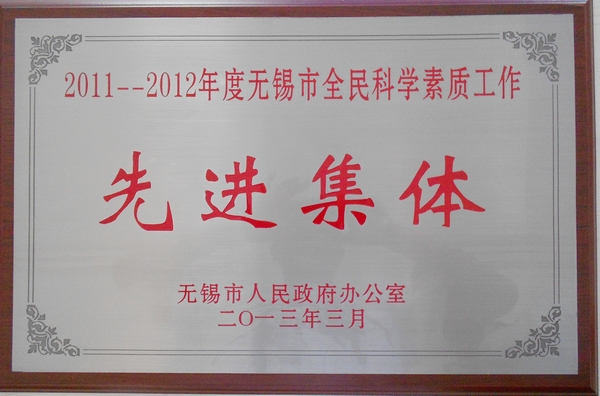 2011--2012年度无锡市全民科学素质工作
先进集体
无锡市人民政府办公室
二〇一三年三月